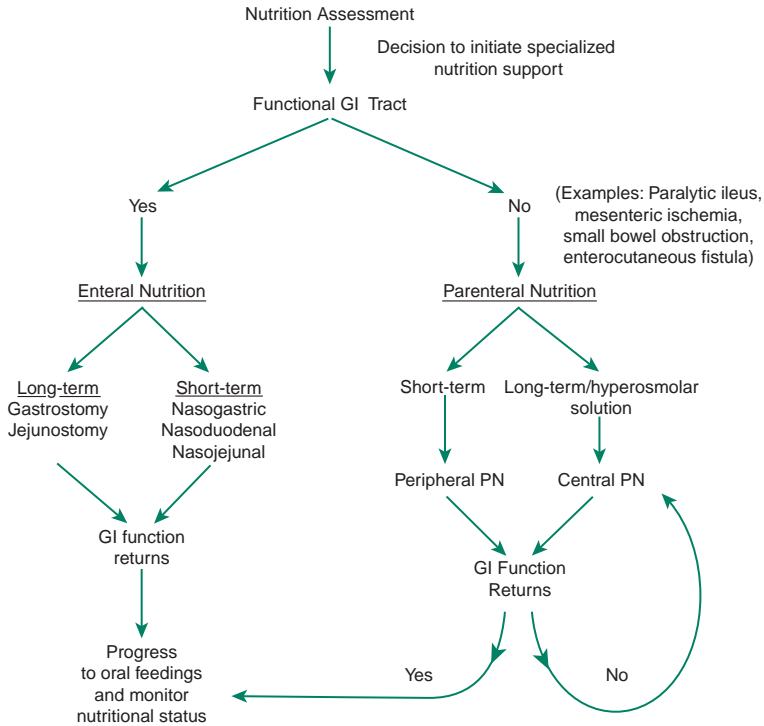 Nutrition Assessment
Decision to initiate specialized
nutrition support
Functional GI Tract
Yes
No
(Examples: Paralytic ileus,
mesenteric ischemia,
small bowel obstruction,
enterocutaneous fistula)
Enteral Nutrition
Parenteral Nutrition
Long-term
Gastrostomy
Jejunostomy
Short-term
Nasogastric
Nasoduodenal
Nasojejunal
Short-term
Long-term/hyperosmolar
solution
Peripheral PN
Central PN
GI function
returns
GI Function
Returns
Progress
to oral feedings
and monitor
nutritional status
Yes
No